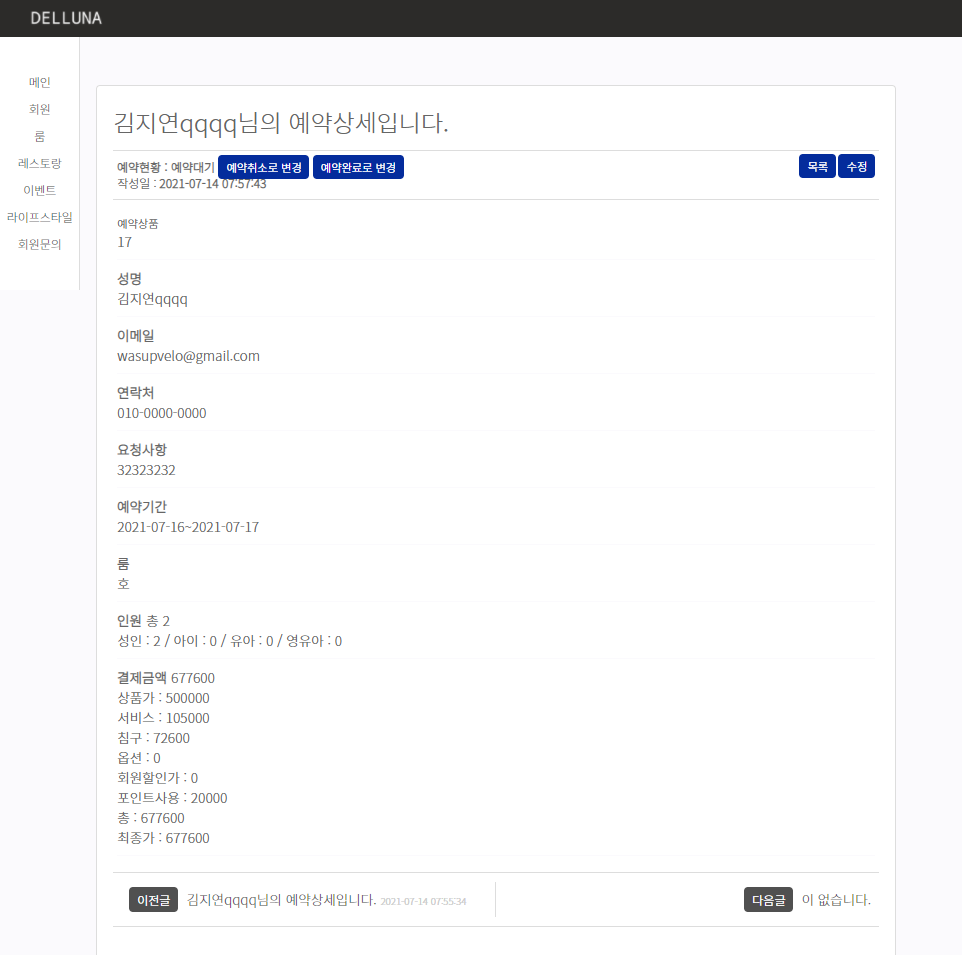 DELLUNA
메인
회원
룸
레스토랑
이벤트
라이프스타일
회원문의
김지연qqqq님의 예약상세입니다.
예약현황 : 예약대기 예약취소로 변경 예약완료로 변경 목록 수정
작성일 : 2021-07-14 07:57:43
예약상품
17
성명
김지연qqqq
이메일
wasupvelo@gmail.com
연락처
010-0000-0000
요청사항
32323232
예약기간
2021-07-16~2021-07-17
룸
호
인원 총 2
성인 : 2 / 아이 : 0 / 유아 : 0 / 영유아 : 0
결제금액 677600
상품가 : 500000
서비스 : 105000
침구 : 72600
옵션 : 0
회원할인가 : 0
포인트사용 : 20000
총 : 677600
최종가 : 677600
이전글 김지연qqqq님의 예약상세입니다. 2021-07-14 07:55:34 다음글 이 없습니다.